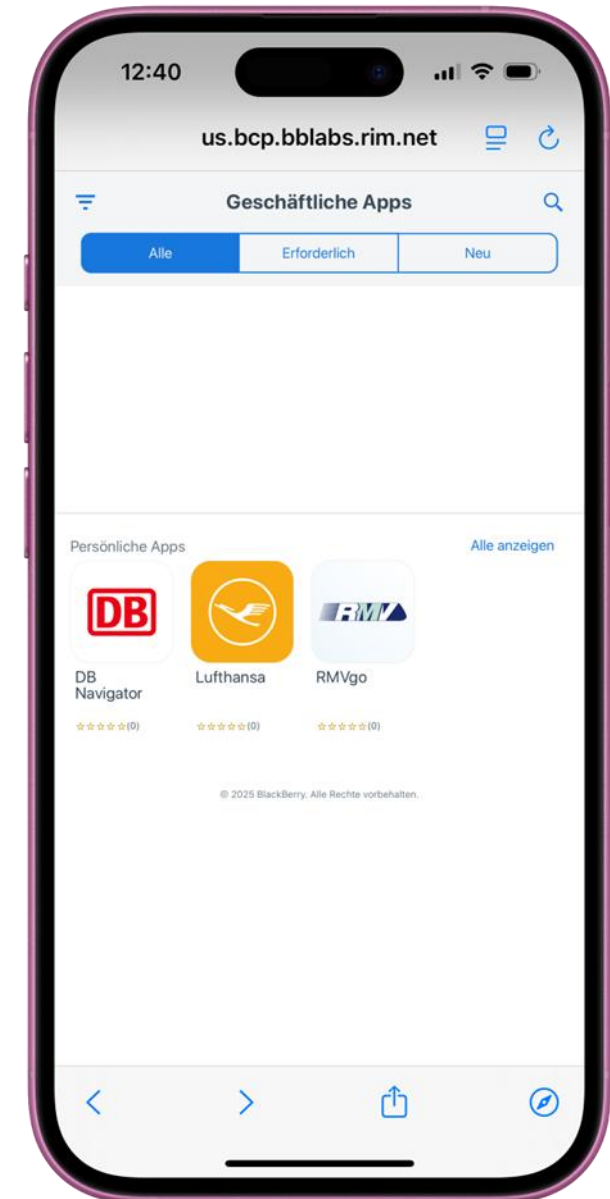 12:40
us.bcp.bblabs.rim.net
Geschäftliche Apps
Alle Erforderlich Neu
Persönliche Apps Alle anzeigen
DB RMV
DB Navigator
Lufthansa
RMVgo
☆☆☆☆☆(0) ☆☆☆☆☆(0) ☆☆☆☆☆(0)
© 2025 BlackBerry. Alle Rechte vorbehalten.